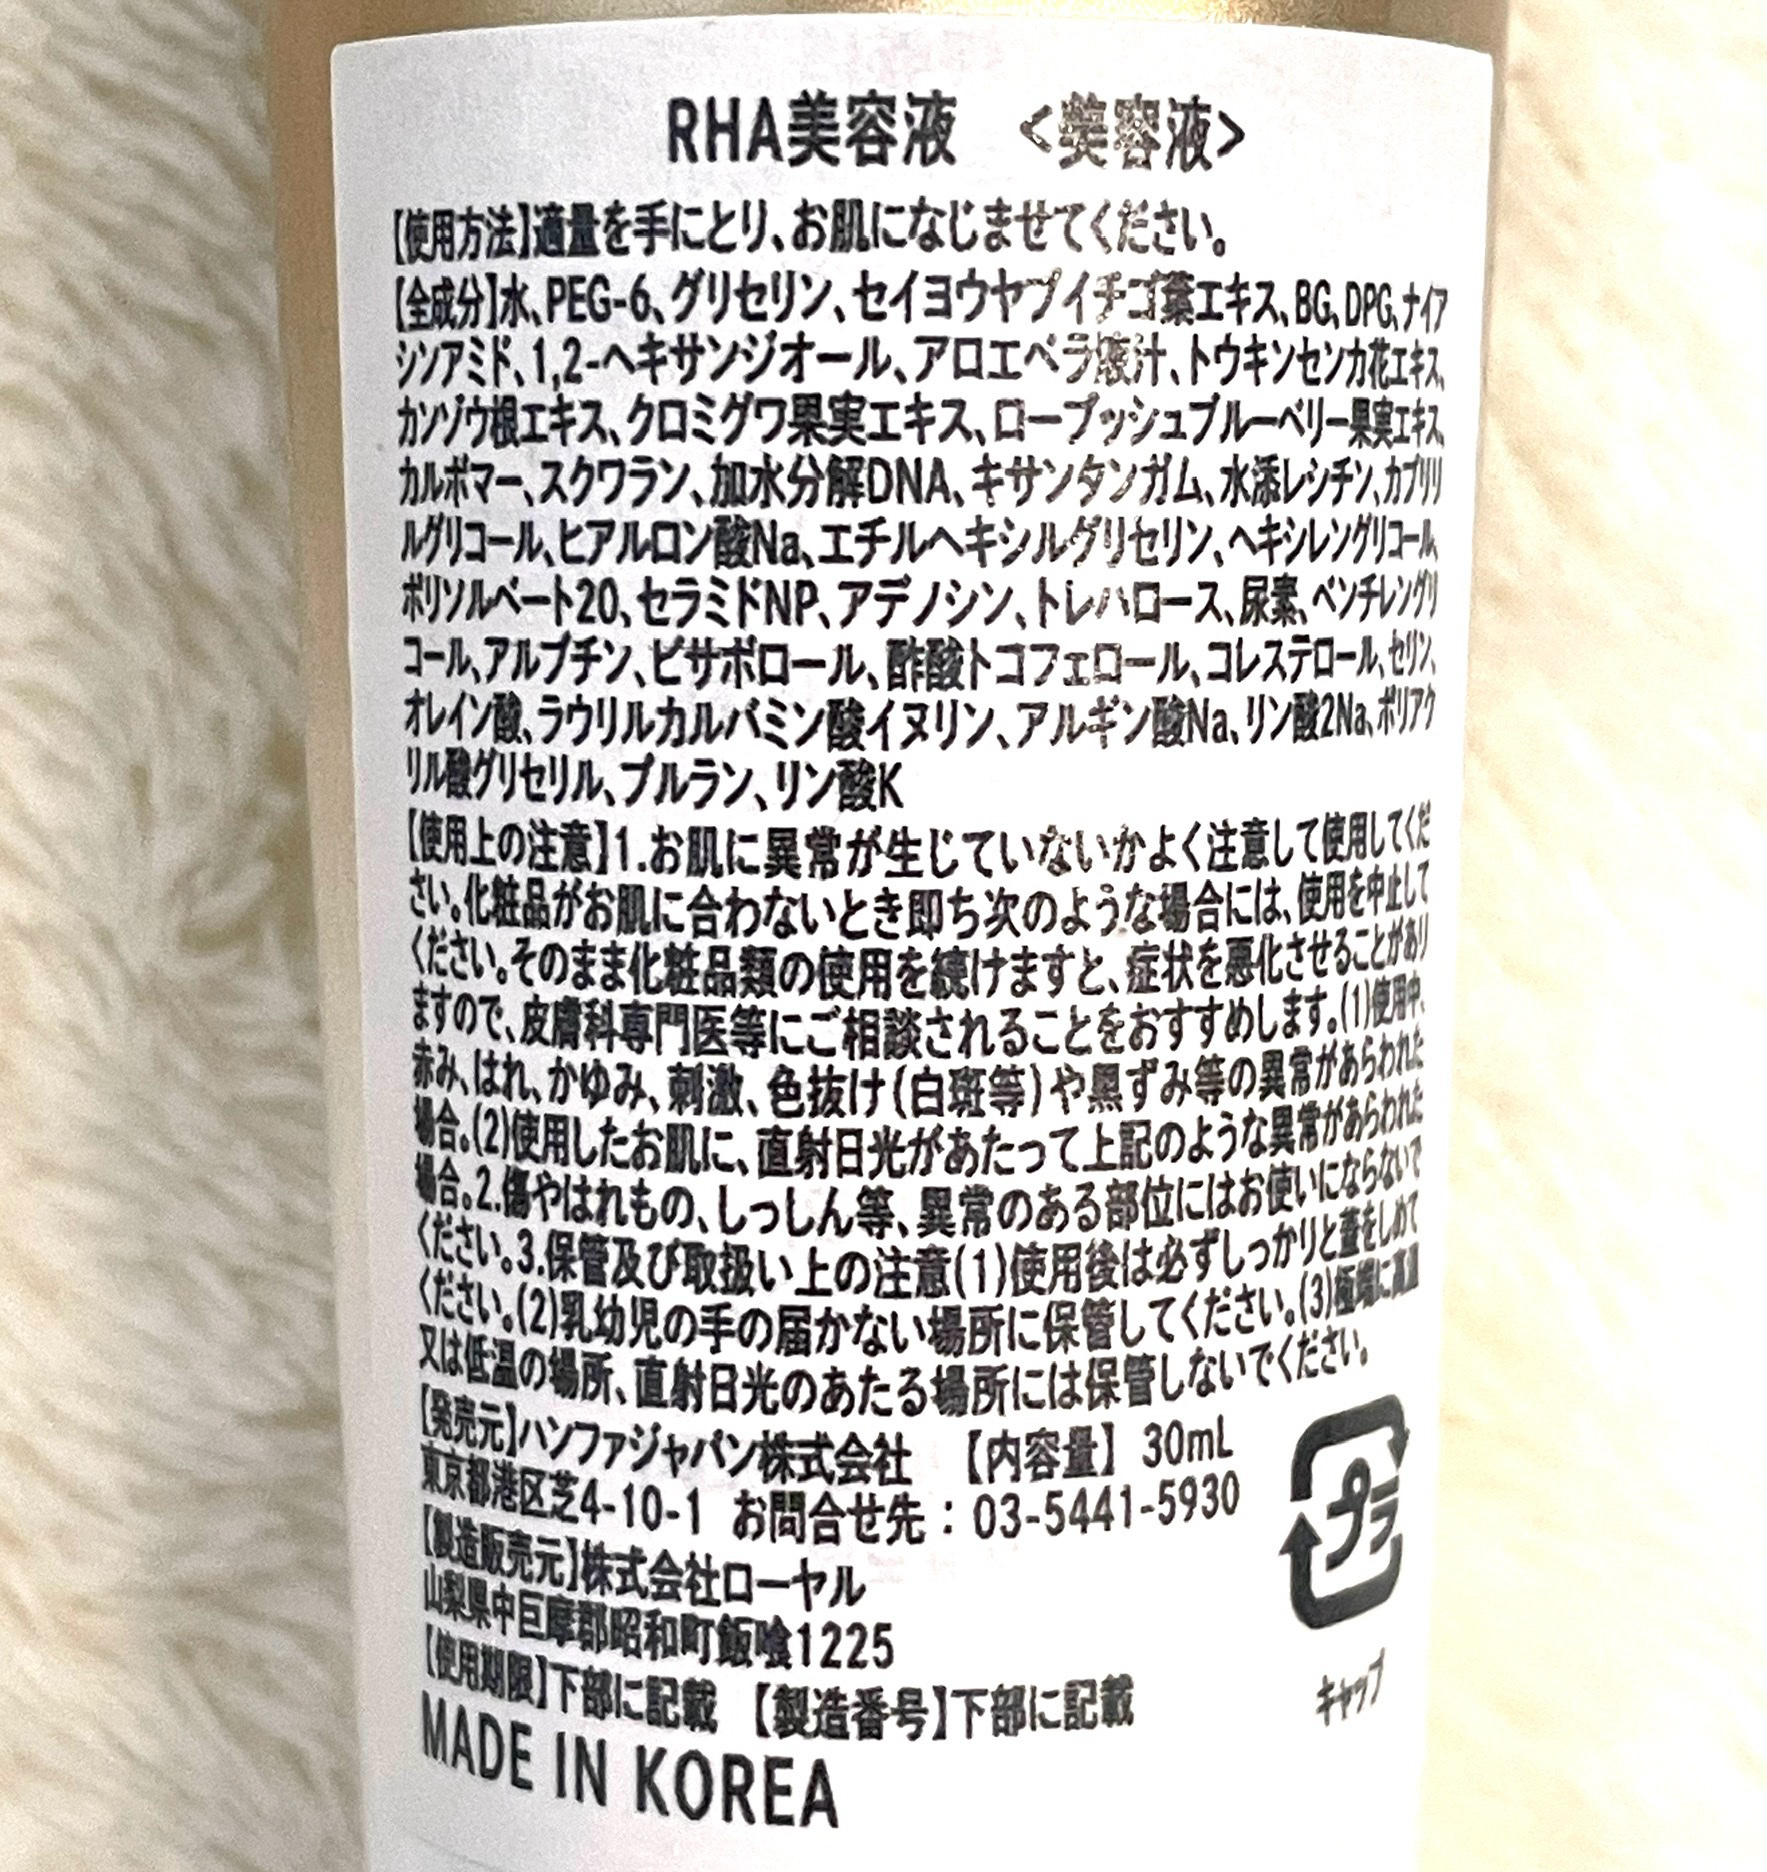 RHA美容液　<美容液>
【使用方法】適量を手にとり、お肌になじませてください。
【全成分】水、PEG-6、グリセリン、セイヨウヤブイチゴ葉エキス、BG、DPG、ナイア
シンアミド、1,2-ヘキサンジオール、アロエベラ液汁、トウキンセンカ花エキス、
カンゾウ根エキス、クロミグワ果実エキス、ローブッシュブルーベリー果実エキス、
カルボマー、スクワラン、加水分解DNA、キサンタンガム、水添レシチン、カプリリ
ルグリコール、ヒアルロン酸Na、エチルヘキシルグリセリン、ヘキシレングリコール、
ポリソルベート20、セラミドNP、アデノシン、トレハロース、尿素、ペンチレングリ
コール、アルブチン、ビサボロール、酢酸トコフェロール、コレステロール、セリン、
オレイン酸、ラウリルカルバミン酸イヌリン、アルギン酸Na、リン酸2Na、ポリアク
リル酸グリセリル、プルラン、リン酸K
【使用上の注意】1.お肌に異常が生じていないかよく注意して使用してくだ
さい。化粧品がお肌に合わないとき即ち次のような場合には、使用を中止して
ください。そのまま化粧品類の使用を続けますと、症状を悪化させることがあり
ますので、皮膚科専門医等にご相談されることをおすすめします。(1)使用中、
赤み、はれ、かゆみ、刺激、色抜け(白斑等)や黒ずみ等の異常があらわれた
場合。(2)使用したお肌に、直射日光があたって上記のような異常があらわれた
場合。2.傷やはれもの、しっしん等、異常のある部位にはお使いにならないで
ください。3.保管及び取扱い上の注意(1)使用後は必ずしっかりと蓋をしめて
ください。(2)乳幼児の手の届かない場所に保管してください。(3)極端に高温
又は低温の場所、直射日光のあたる場所には保管しないでください。
【発売元】ハンファジャパン株式会社　【内容量】 30mL
東京都港区芝4-10-1 お問合せ先：03-5441-5930
【製造販売元】株式会社ローヤル
山梨県中巨摩郡昭和町飯喰1225
【使用期限】下部に記載　【製造番号】下部に記載
MADE IN KOREA
プラ
キャップ